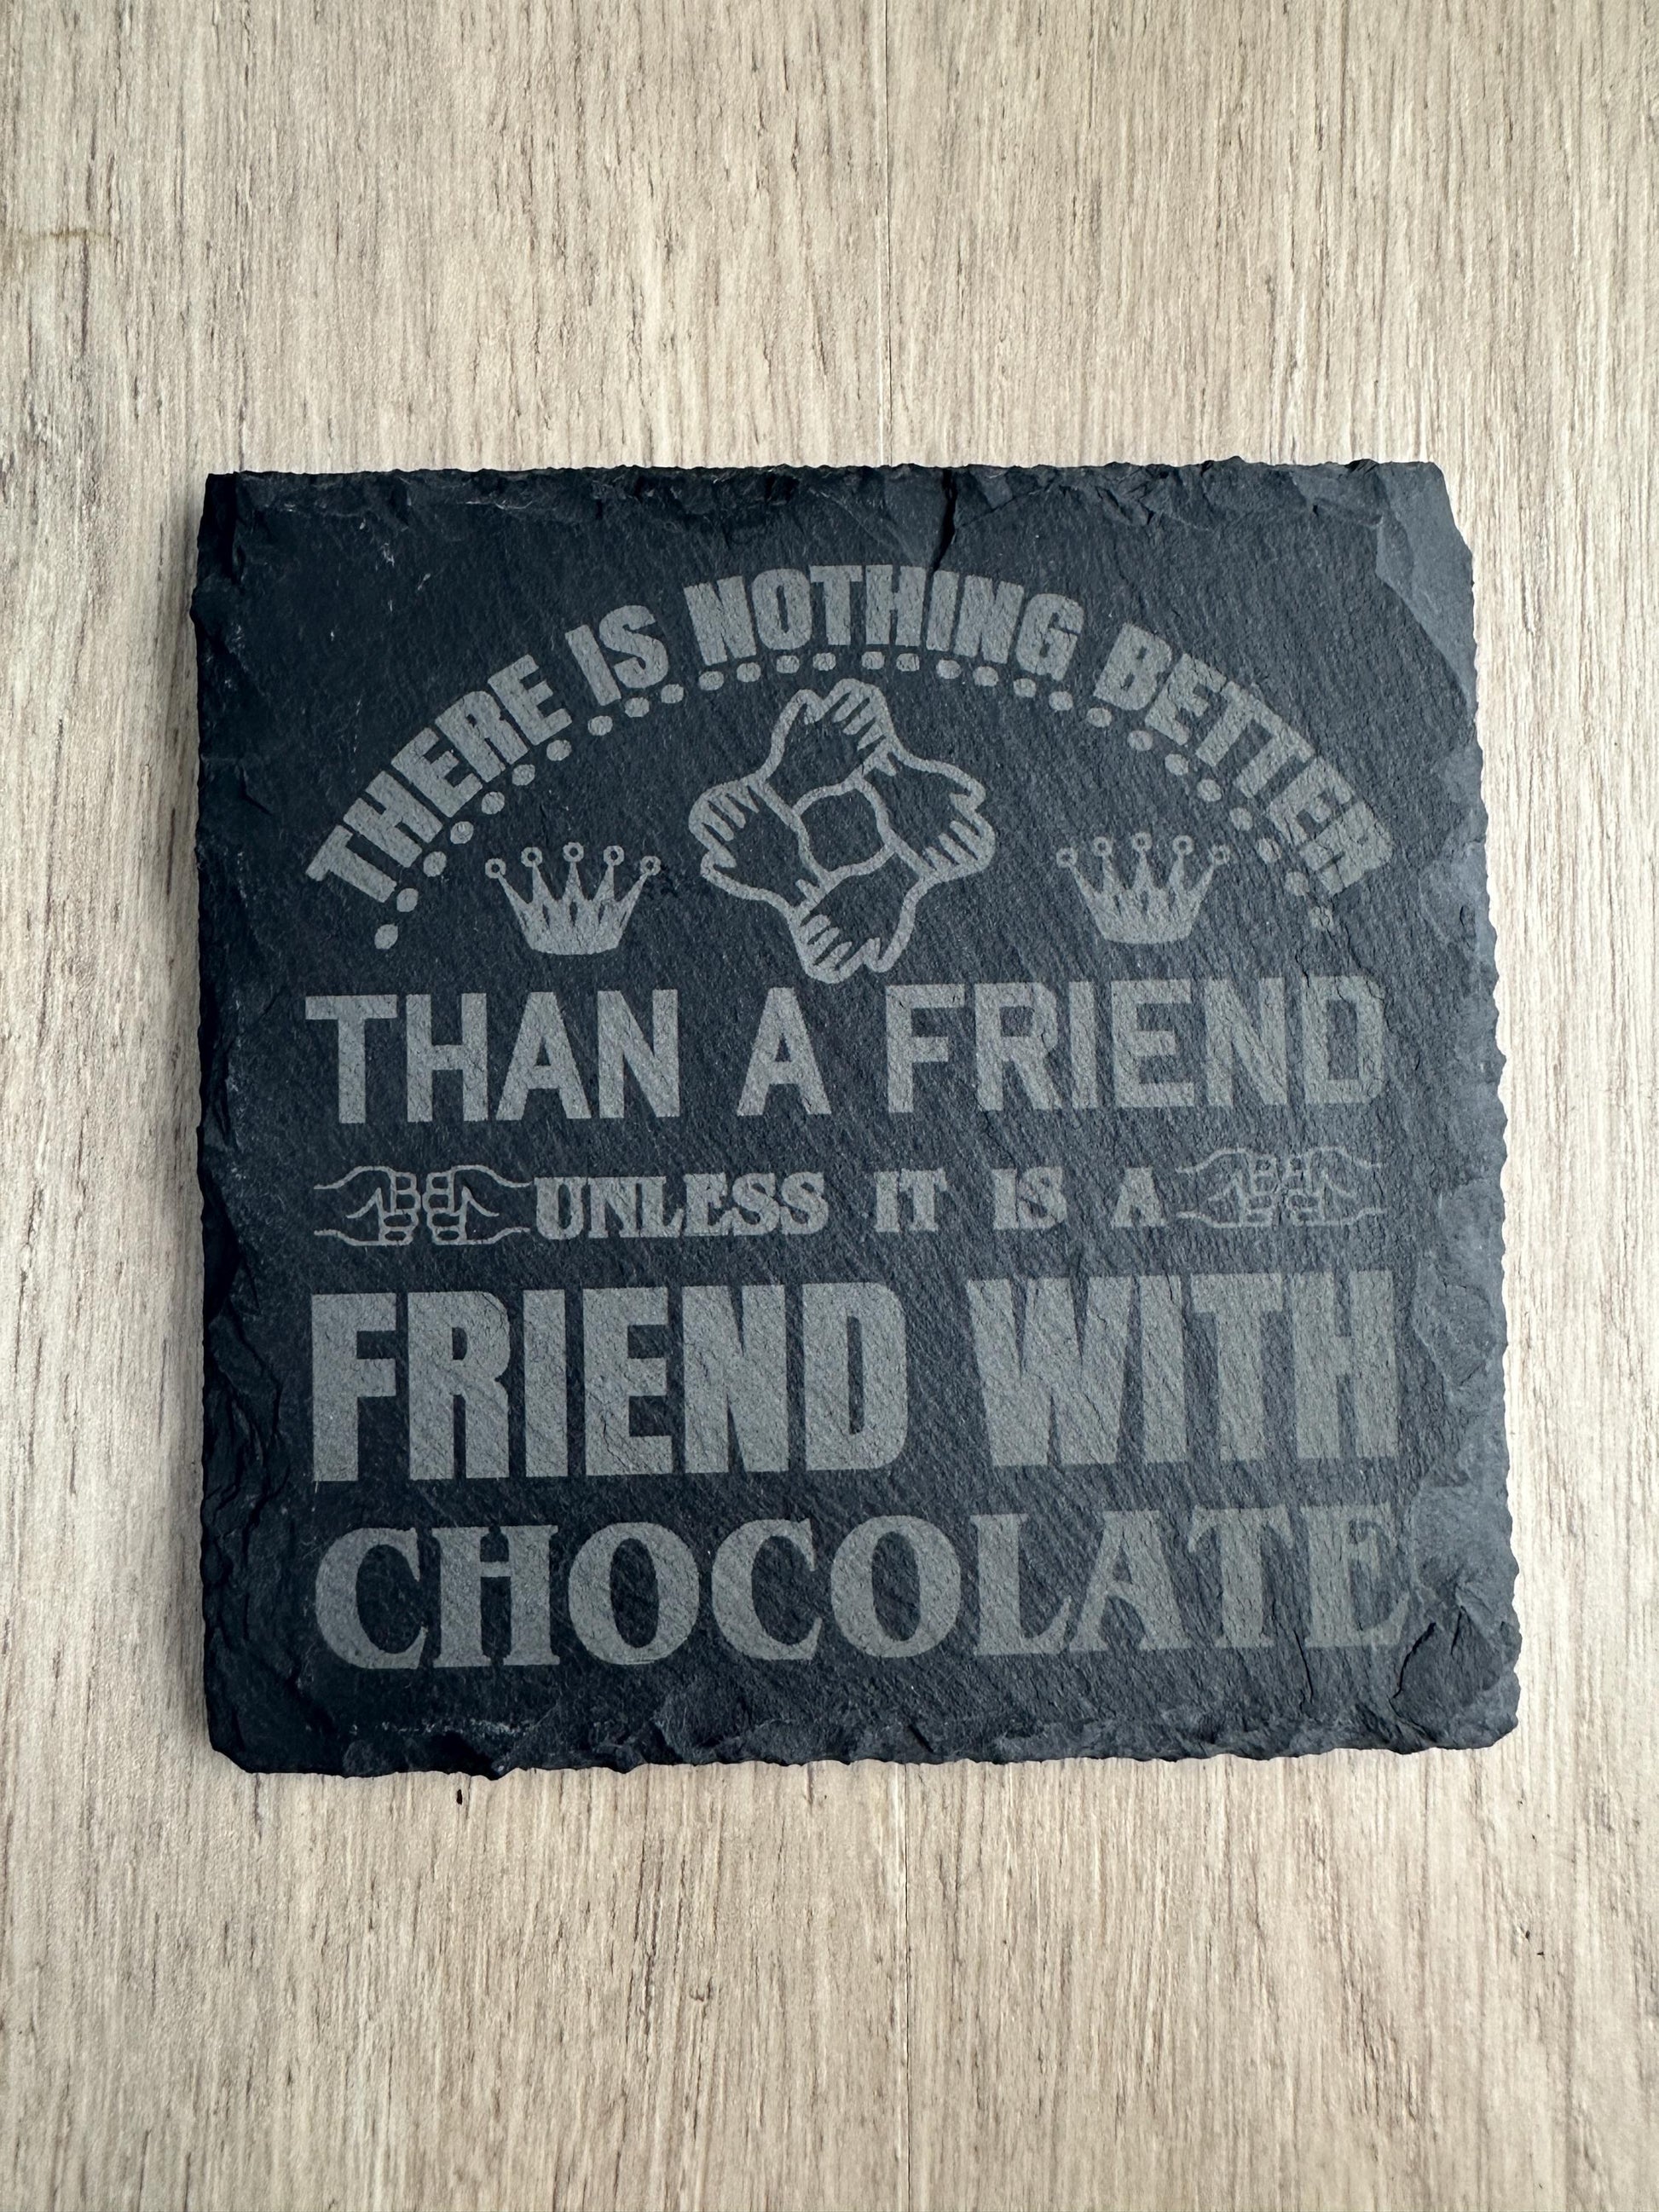 THERE IS NOTHING BETTER
THAN A FRIEND
UNLESS IT IS A
FRIEND WITH
CHOCOLATE